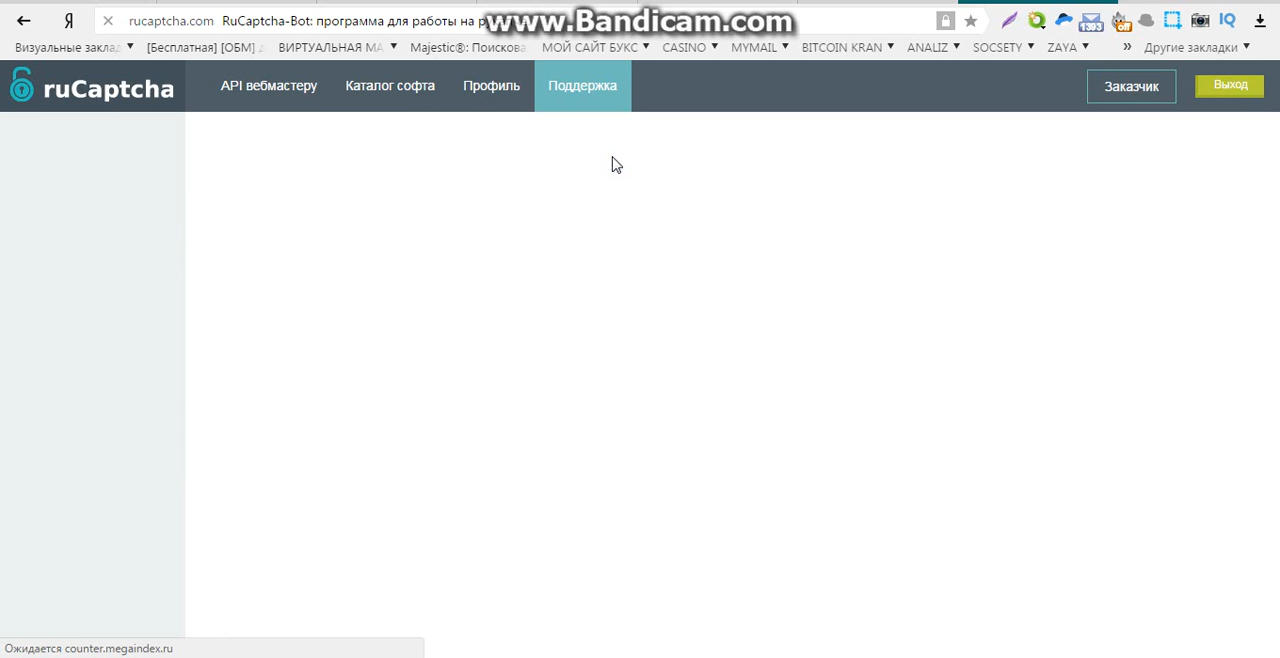 www.Bandicam.com
Я rucaptcha.com RuCaptcha-Bot: программа для работы на
Визуальные заклад [Бесплатная] [ОБМ] ВИРТУАЛЬНАЯ МА Majestic®: Поискова МОЙ САЙТ БУКС CASINO MYMAIL BITCOIN KRAN ANALIZ SOCSETY ZAYA » Другие закладки
ruCaptcha API вебмастеру Каталог софта Профиль Поддержка Заказчик Выход
Ожидается counter.megaindex.ru